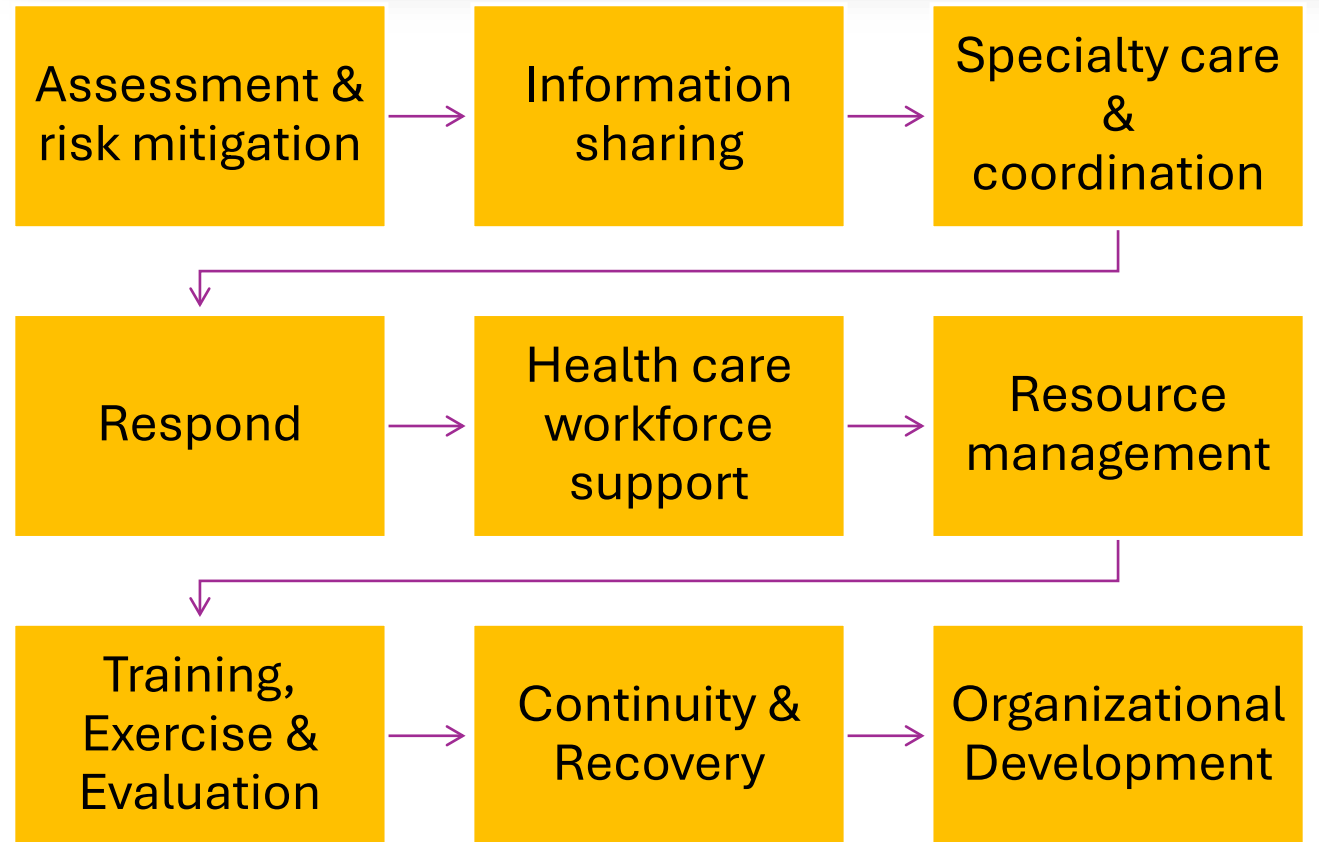 Assessment &
risk mitigation
Information
sharing
Specialty care
&
coordination
Respond
Health care
workforce
support
Resource
management
Training,
Exercise &
Evaluation
Continuity &
Recovery
Organizational
Development